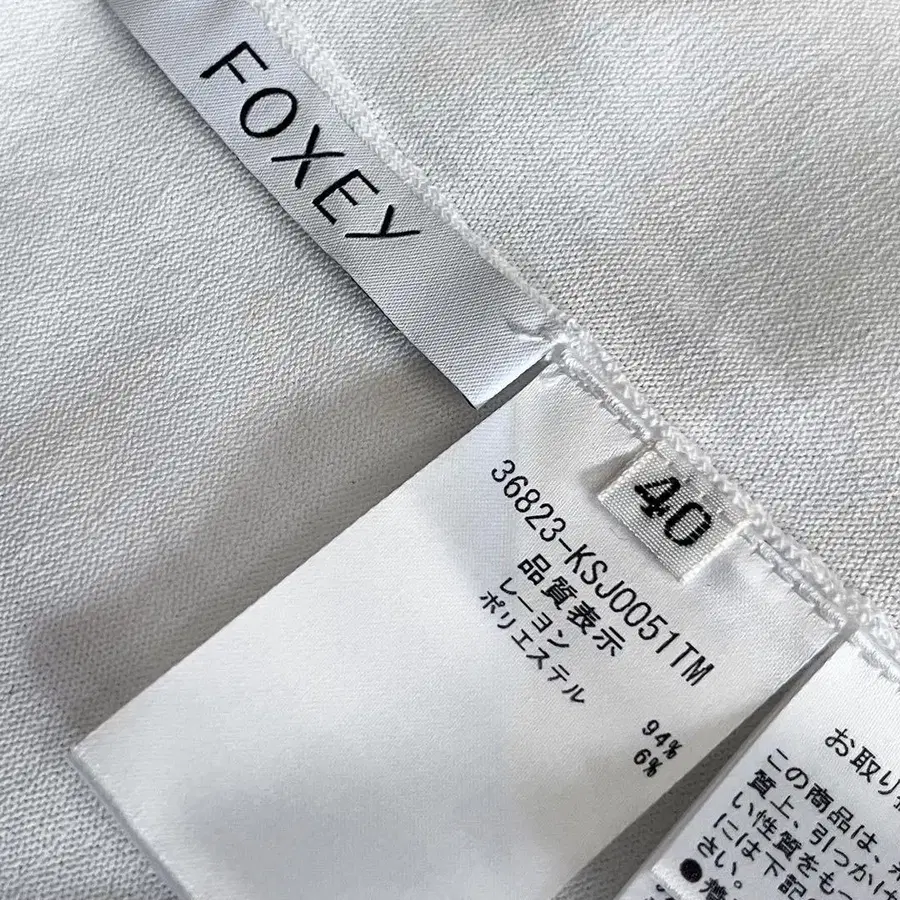 FOXEY
40
36823-KSJ0051TM
品質表示
レーヨン 94%
ポリエステル 6%
お取り
この商品は、
質上、引っかけ
い性質をもっ
には下記の
さい。